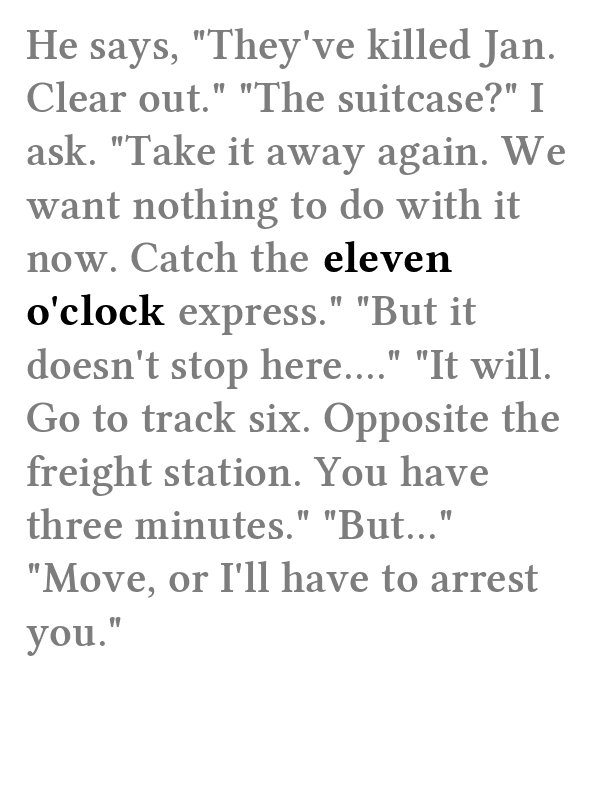 He says, "They've killed Jan.
Clear out." "The suitcase?" I
ask. "Take it away again. We
want nothing to do with it
now. Catch the eleven
o'clock express." "But it
doesn't stop here...." "It will.
Go to track six. Opposite the
freight station. You have
three minutes." "But..."
"Move, or I'll have to arrest
you."